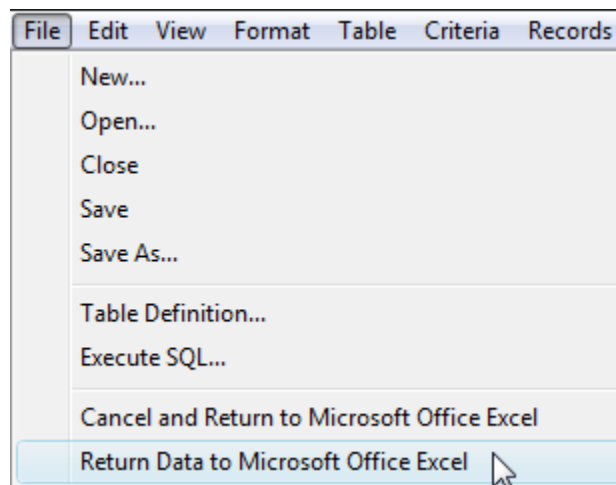 File Edit View Format Table Criteria Records
New...
Open...
Close
Save
Save As...
Table Definition...
Execute SQL...
Cancel and Return to Microsoft Office Excel
Return Data to Microsoft Office Excel